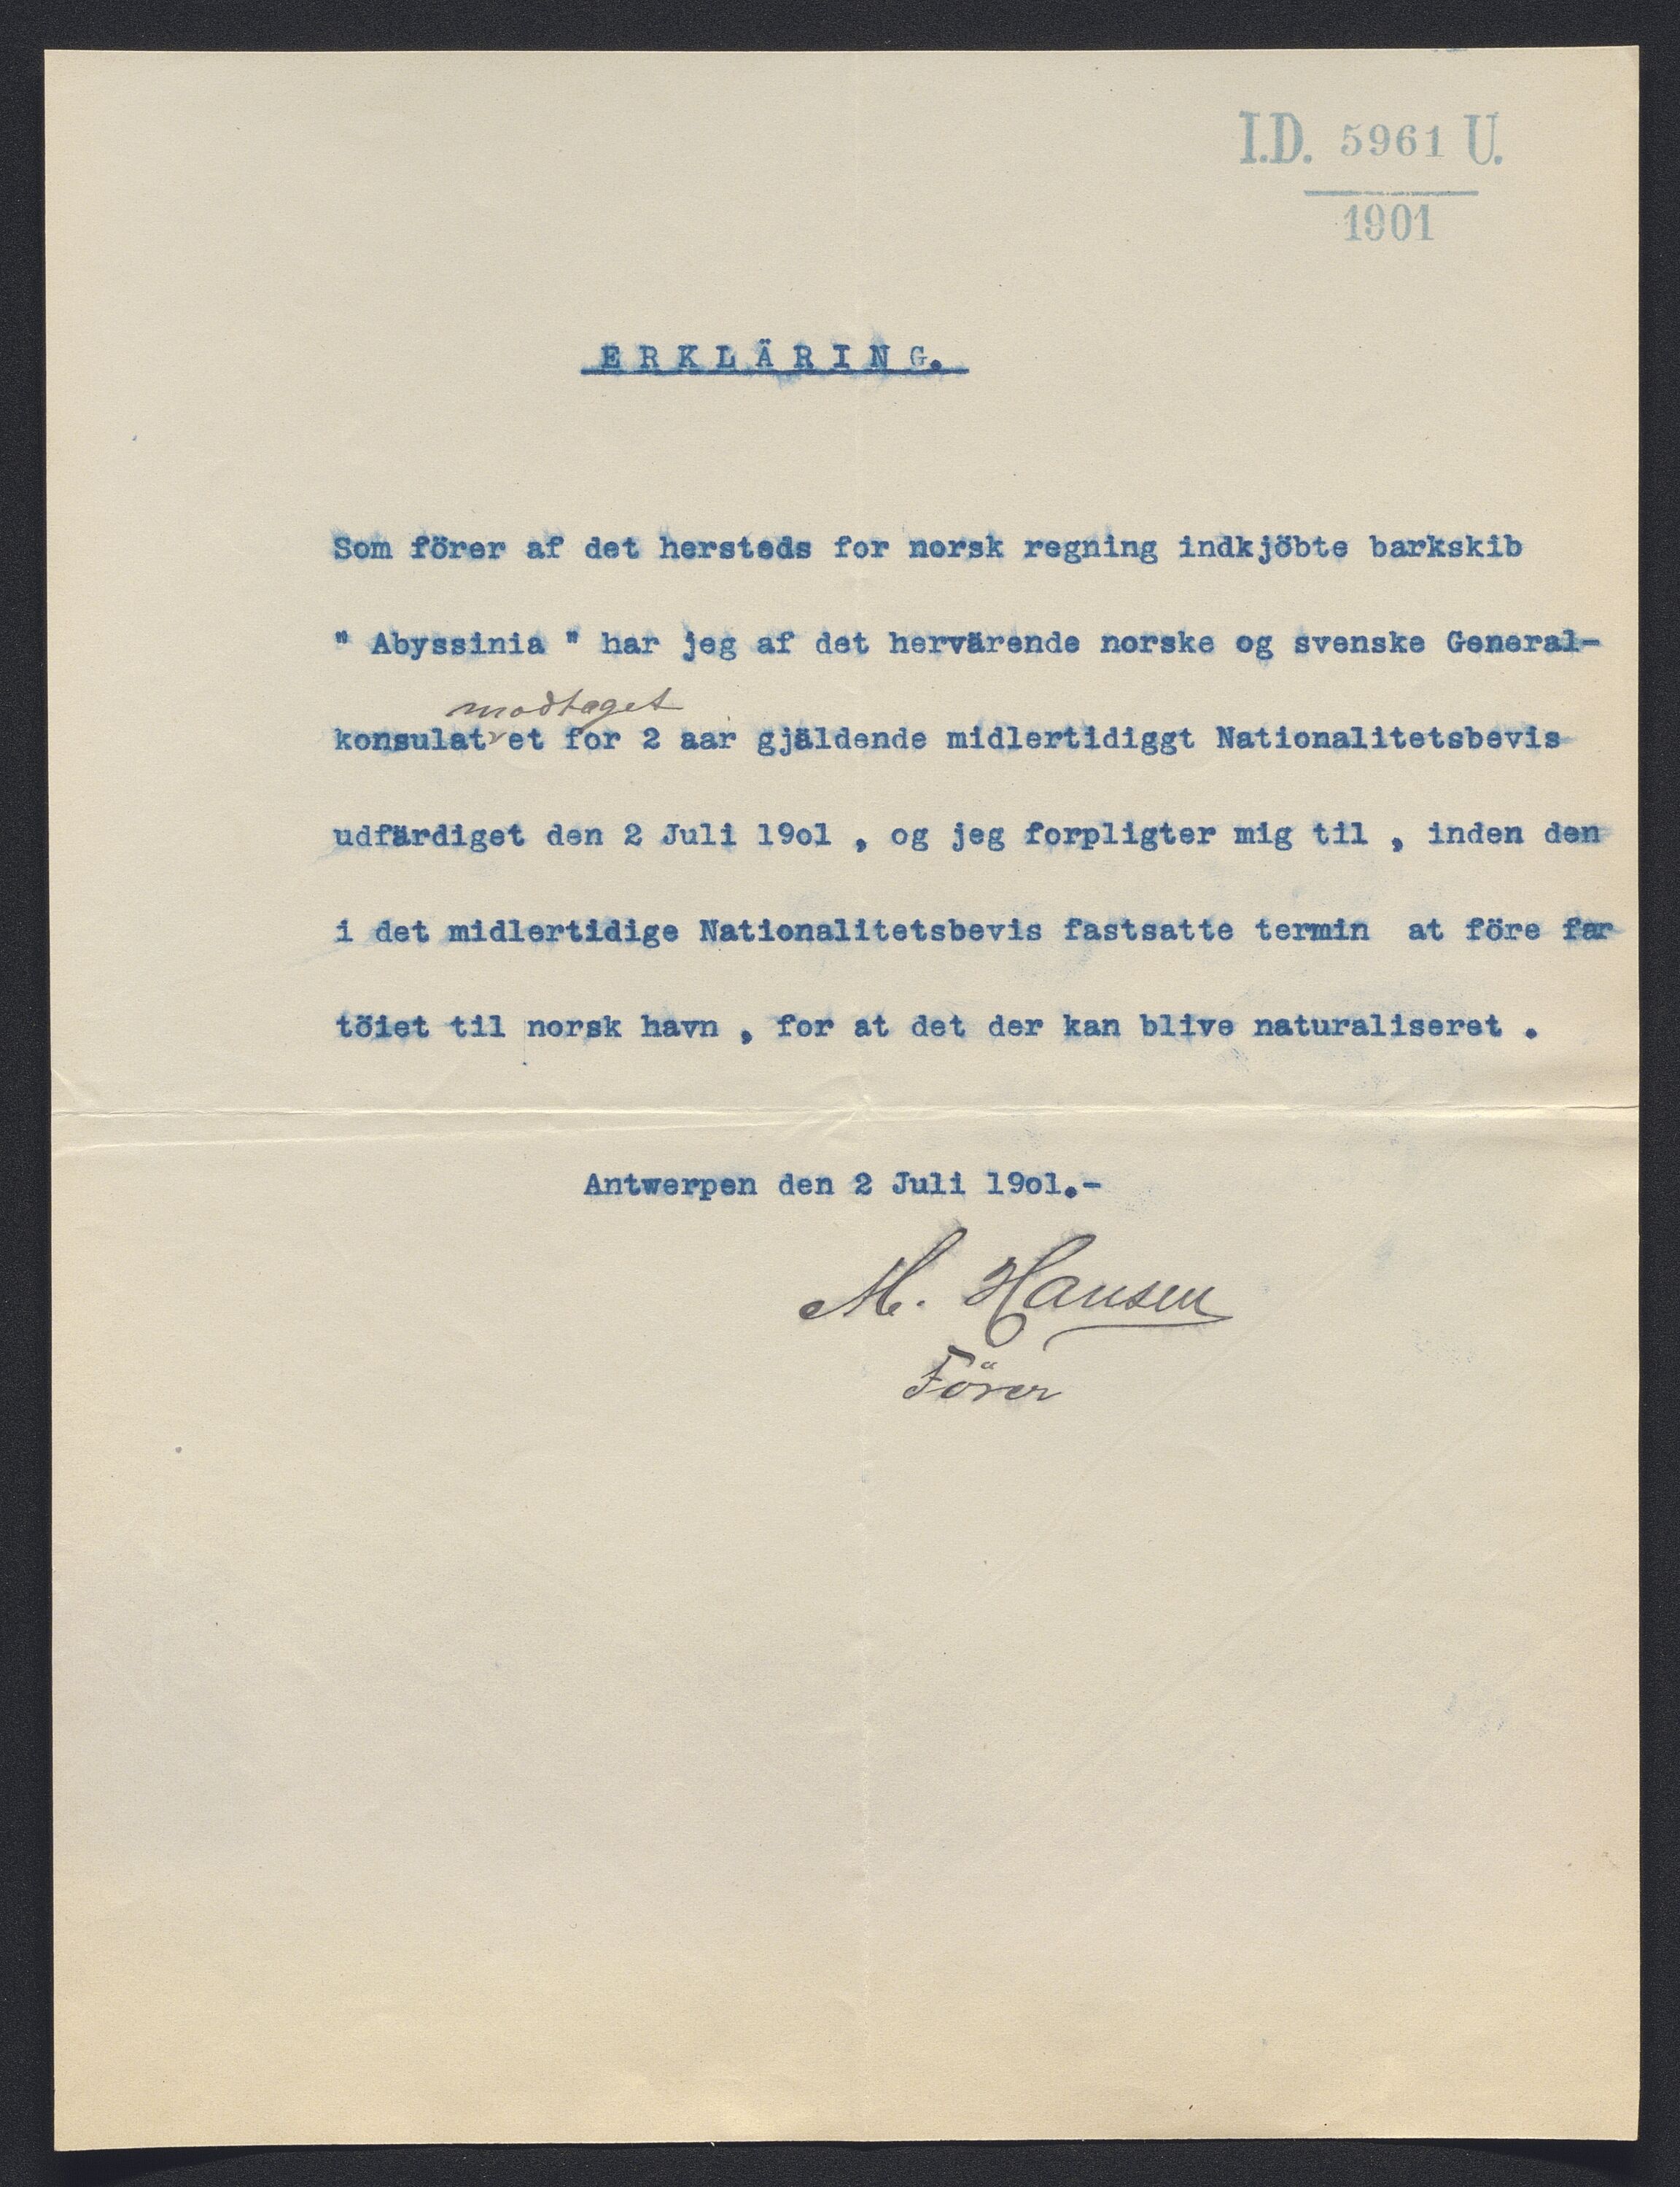 I.D. 5961 U.
1901
ERKLÄRING.
Som förer af det hersteds for norsk regning indkjöbte barkskib
" Abyssinia " har jeg af det hervärende norske og svenske General-
modtaget
konsulat et for 2 aar gjäldende midlertidiggt Nationalitetsbevis
udfärdiget den 2 Juli 19o1 , og jeg forpligter mig til , inden den
i det midlertidige Nationalitetsbevis fastsatte termin at före far
töiet til norsk havn , for at det der kan blive naturaliseret .
Antwerpen den 2 Juli 19o1.-
M. Hansen
Förer